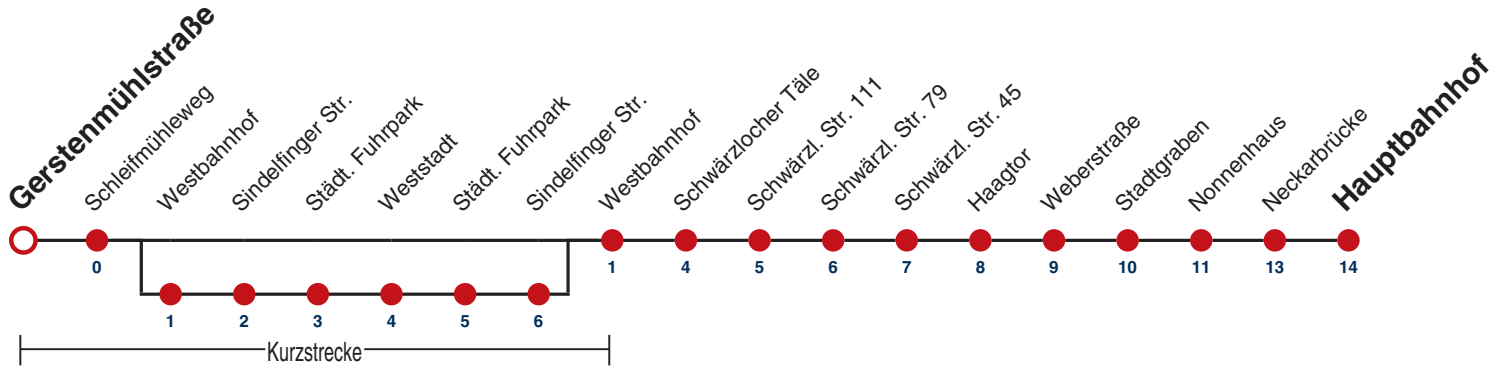 Gerstenmühlstraße
Schleifmühleweg
Westbahnhof
Sindelfinger Str.
Städt. Fuhrpark
Weststadt
Städt. Fuhrpark
Sindelfinger Str.
Westbahnhof
Schwärzlocher Täle
Schwärzl. Str. 111
Schwärzl. Str. 79
Schwärzl. Str. 45
Haagtor
Weberstraße
Stadtgraben
Nonnenhaus
Neckarbrücke
Hauptbahnhof
0 1 4 5 6 7 8 9 10 11 13 14
1 2 3 4 5 6
Kurzstrecke